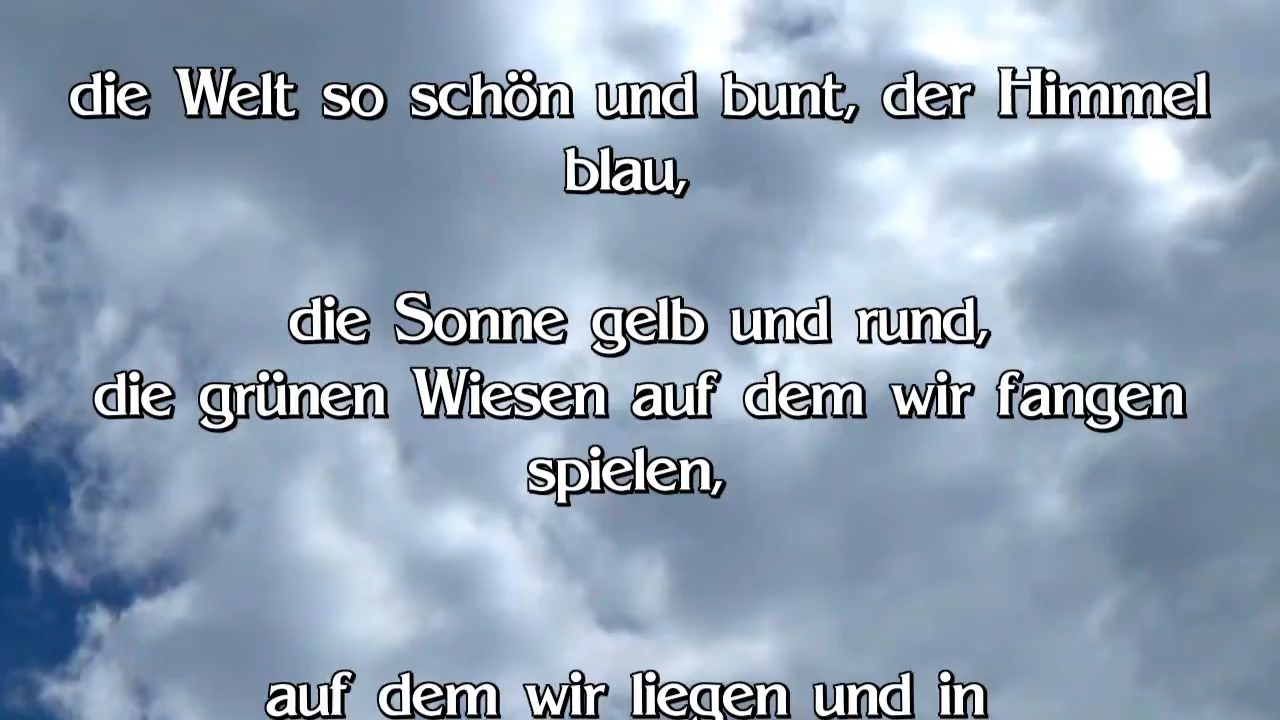 die Welt so schön und bunt, der Himmel
blau,
die Sonne gelb und rund,
die grünen Wiesen auf dem wir fangen
spielen,
auf dem wir liegen und in